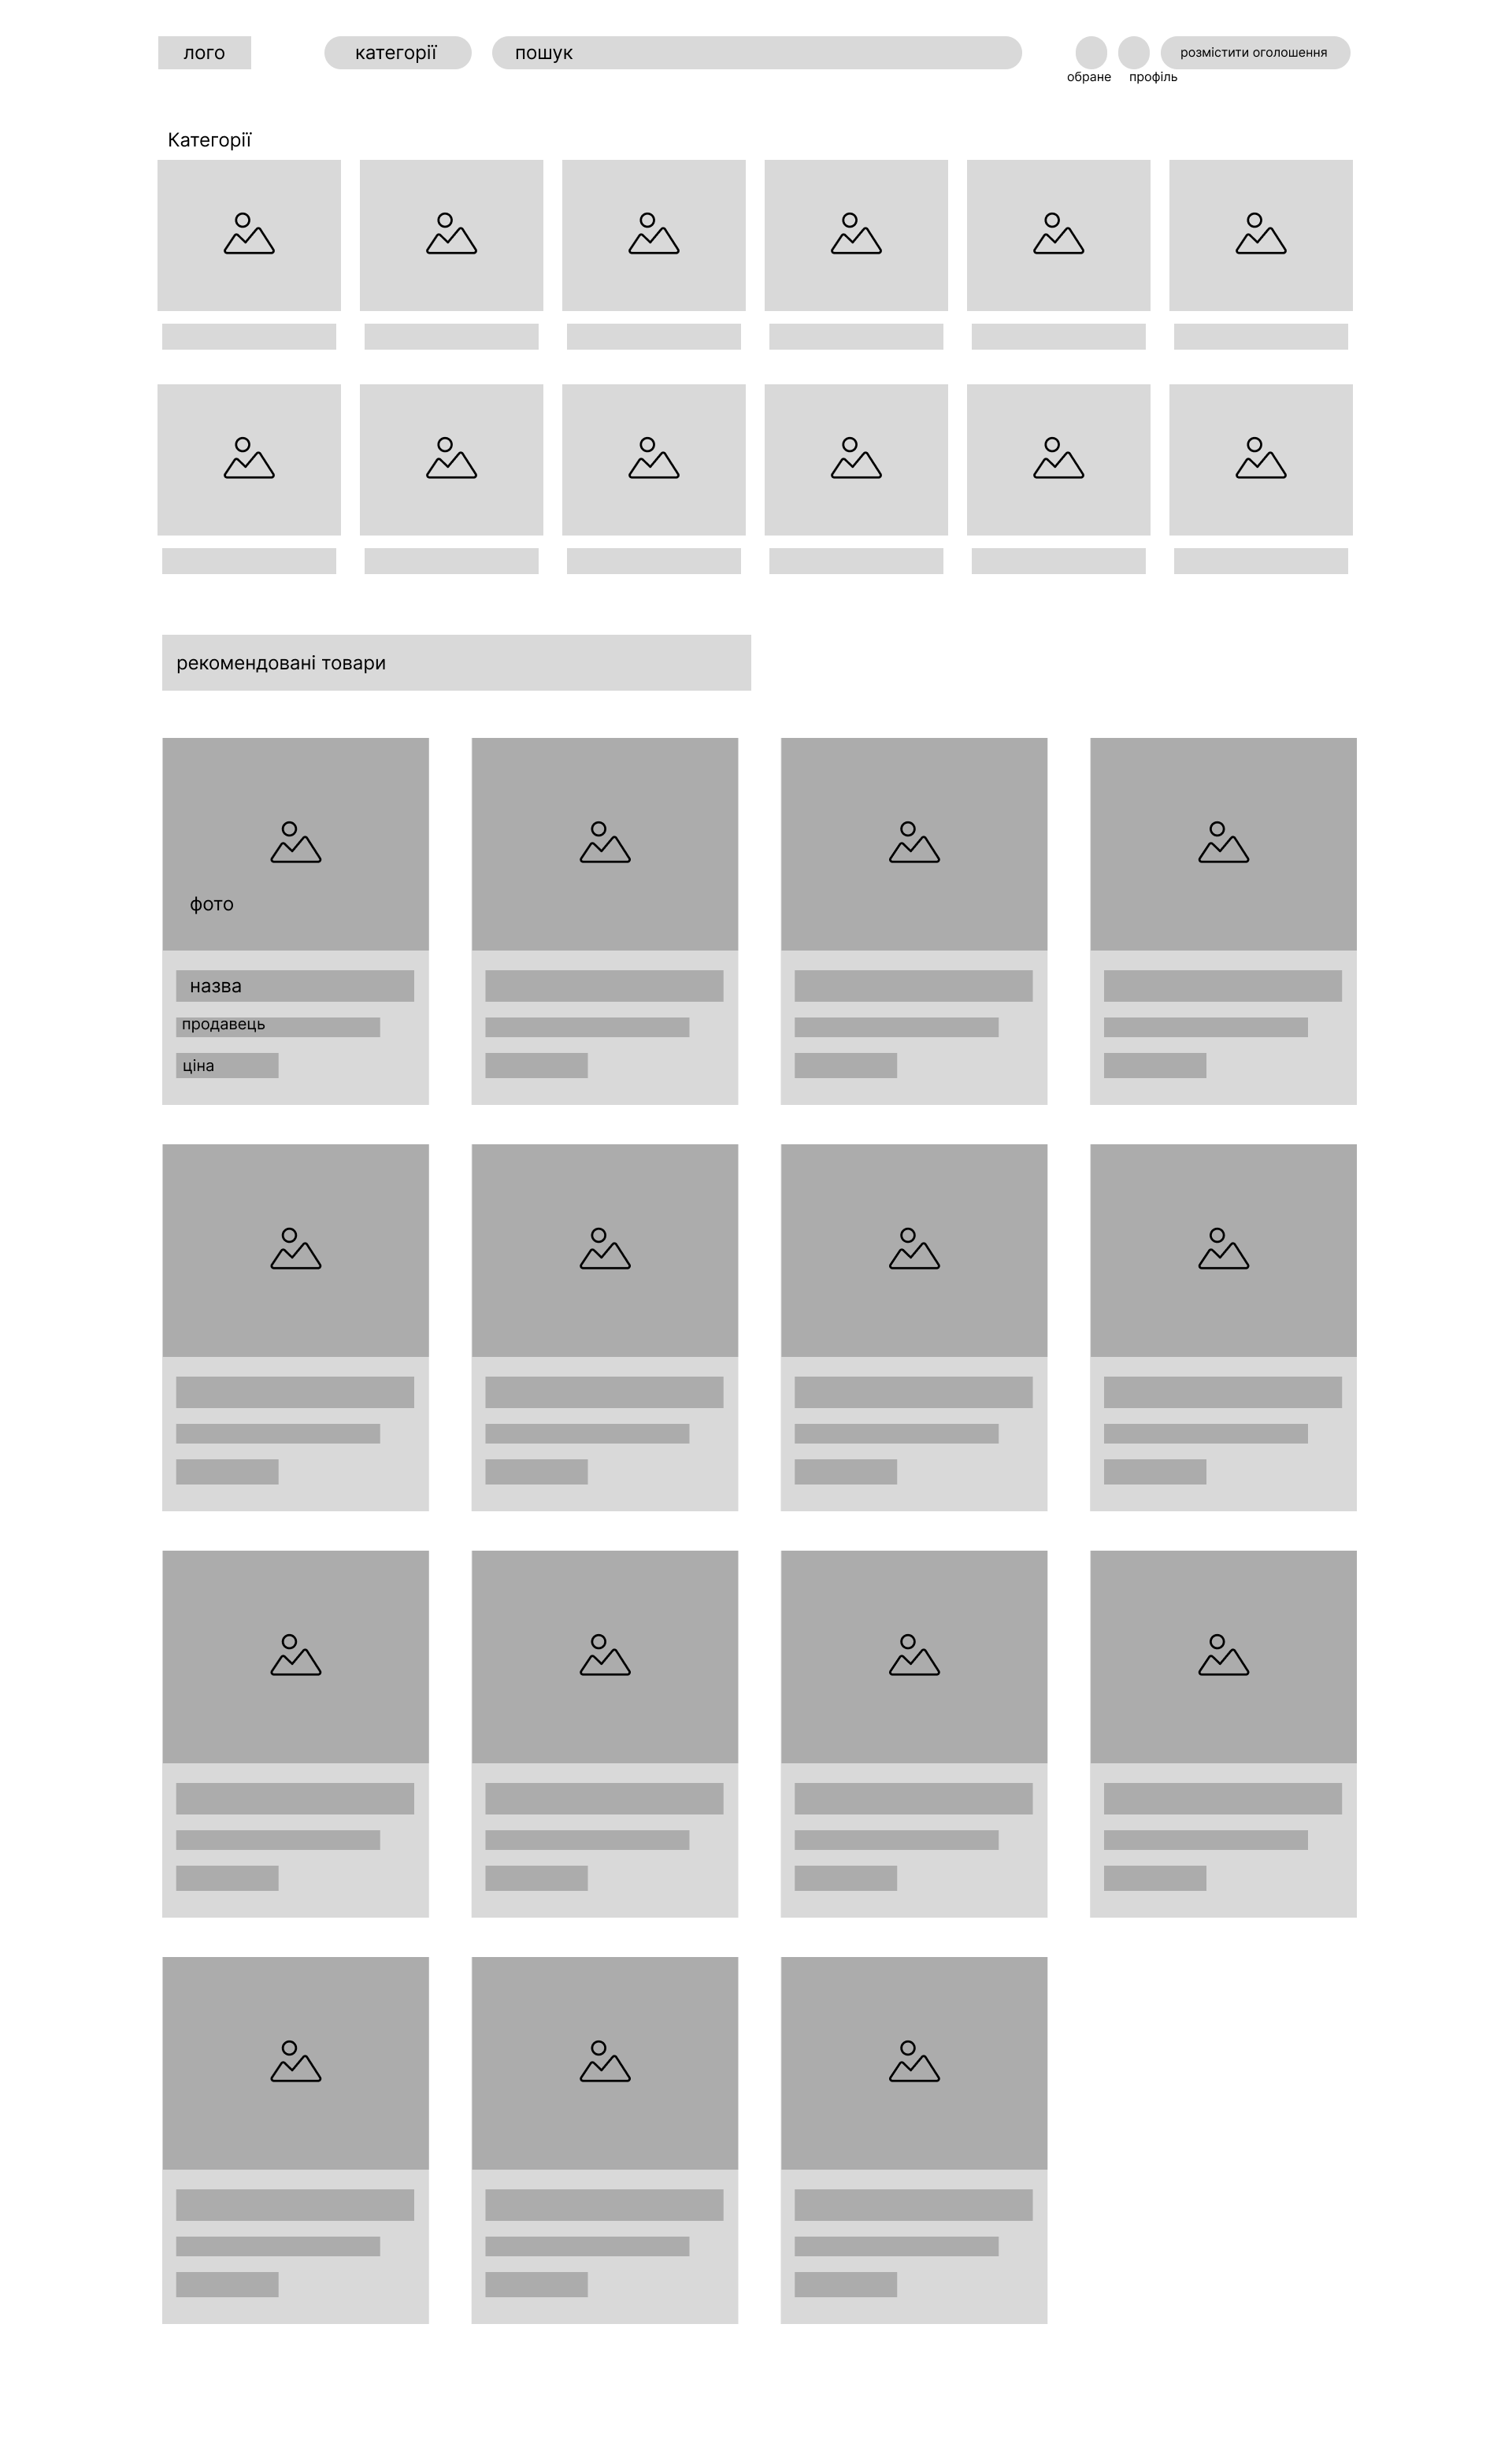 лого
категорії
пошук
розмістити оголошення
обране
профіль
Категорії
рекомендовані товари
фото
назва
продавець
ціна